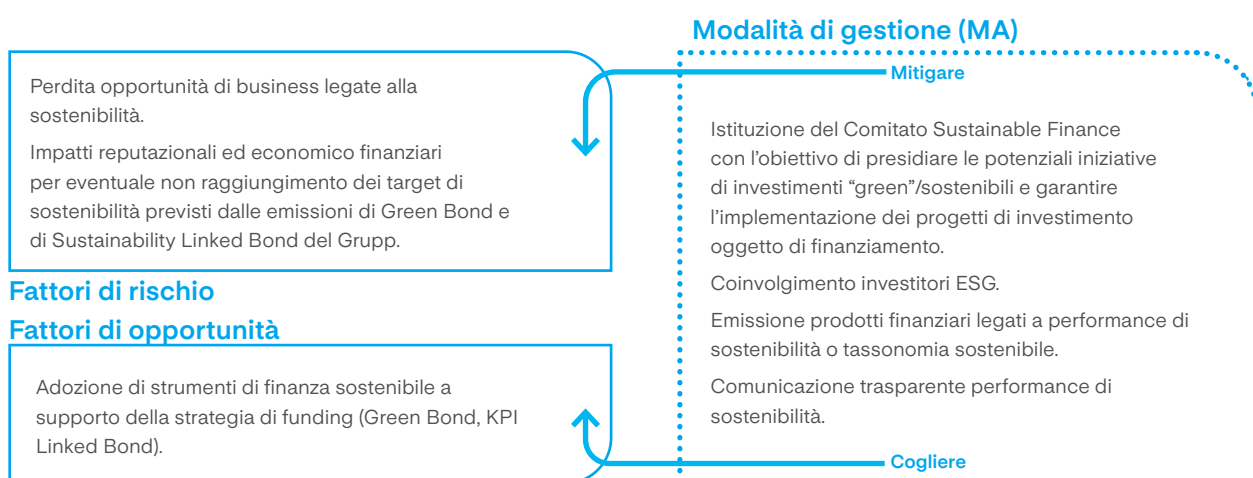 Perdita opportunità di business legate alla
sostenibilità.
Impatti reputazionali ed economico finanziari
per eventuale non raggiungimento dei target di
sostenibilità previsti dalle emissioni di Green Bond e
di Sustainability Linked Bond del Grupp.
Fattori di rischio
Fattori di opportunità
Adozione di strumenti di finanza sostenibile a
supporto della strategia di funding (Green Bond, KPI
Linked Bond).
Modalità di gestione (MA)
Mitigare
Istituzione del Comitato Sustainable Finance
con l’obiettivo di presidiare le potenziali iniziative
di investimenti “green”/sostenibili e garantire
l’implementazione dei progetti di investimento
oggetto di finanziamento.
Coinvolgimento investitori ESG.
Emissione prodotti finanziari legati a performance di
sostenibilità o tassonomia sostenibile.
Comunicazione trasparente performance di
sostenibilità.
Cogliere